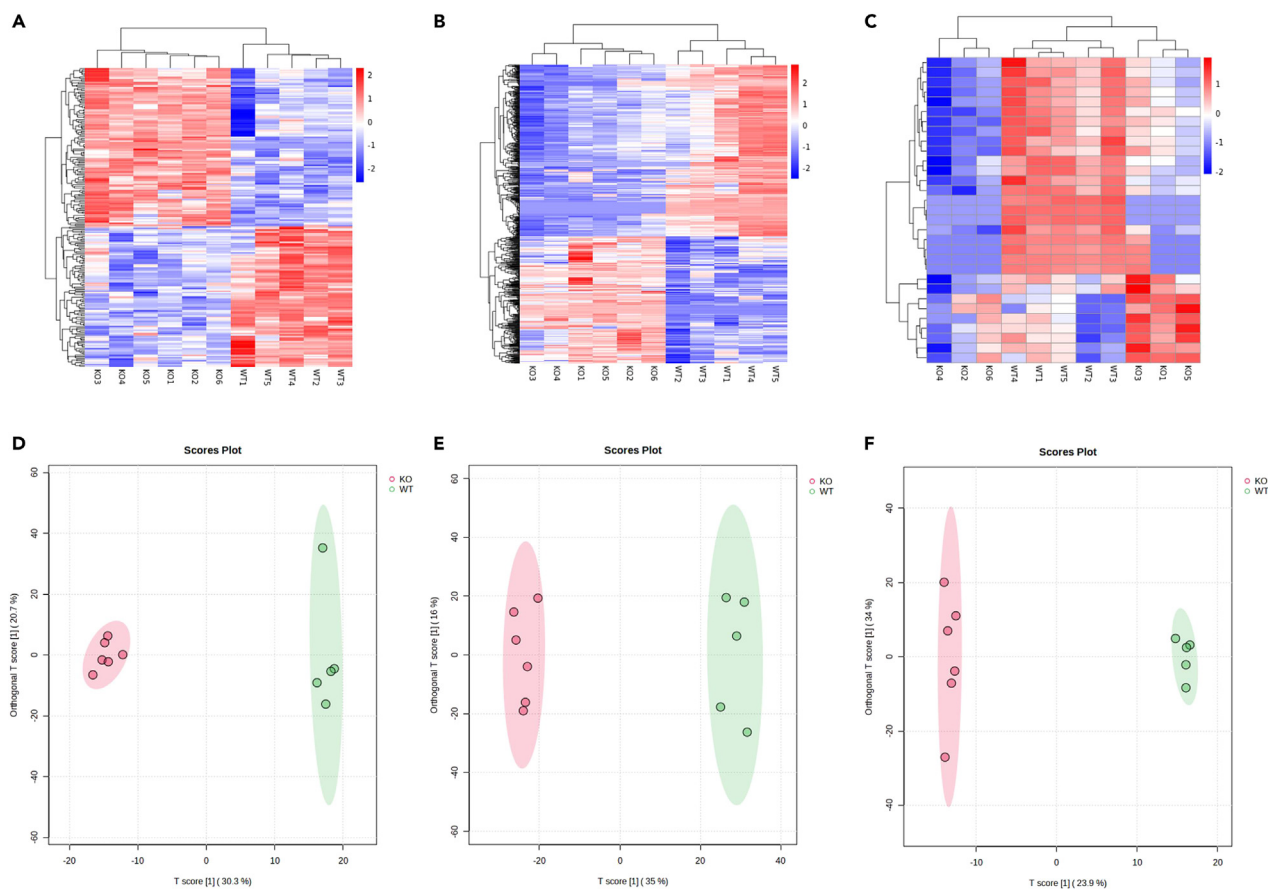 A
2
1
0
-1
-2
KO3 KO4 KO5 KO1 KO2 KO6 WT1 WT5 WT4 WT2 WT3
B
2
1
0
-1
-2
KO3 KO4 KO1 KO5 KO2 KO6 WT2 WT3 WT1 WT4 WT5
C
1
0
-1
-2
KO4 KO2 KO6 WT4 WT1 WT5 WT2 WT3 KO3 KO1 KO5
D
Scores Plot
KO
WT
Orthogonal T score [1] ( 20.7 %)
60
40
20
0
-20
-40
-60
-20 -10 0 10 20
T score [1] ( 30.3 %)
E
Scores Plot
KO
WT
Orthogonal T score [1] ( 16 %)
60
40
20
0
-20
-40
-60
-20 0 20 40
T score [1] ( 35 %)
F
Scores Plot
KO
WT
Orthogonal T score [1] ( 34 %)
40
20
0
-20
-40
-10 0 10 20
T score [1] ( 23.9 %)